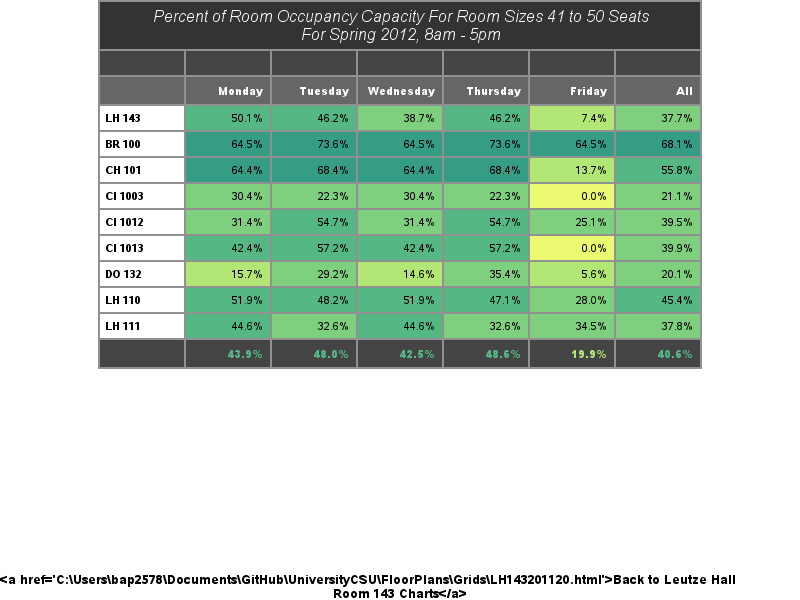 Percent of Room Occupancy Capacity For Room Sizes 41 to 50 Seats
For Spring 2012, 8am - 5pm
Monday Tuesday Wednesday Thursday Friday All
LH 143 50.1% 46.2% 38.7% 46.2% 7.4% 37.7%
BR 100 64.5% 73.6% 64.5% 73.6% 64.5% 68.1%
CH 101 64.4% 68.4% 64.4% 68.4% 13.7% 55.8%
CI 1003 30.4% 22.3% 30.4% 22.3% 0.0% 21.1%
CI 1012 31.4% 54.7% 31.4% 54.7% 25.1% 39.5%
CI 1013 42.4% 57.2% 42.4% 57.2% 0.0% 39.9%
DO 132 15.7% 29.2% 14.6% 35.4% 5.6% 20.1%
LH 110 51.9% 48.2% 51.9% 47.1% 28.0% 45.4%
LH 111 44.6% 32.6% 44.6% 32.6% 34.5% 37.8%
43.9% 48.0% 42.5% 48.6% 19.9% 40.6%
<a href='C:\Users\bap2578\Documents\GitHub\UniversityCSU\FloorPlans\Grids\LH143201120.html'>Back to Leutze Hall
Room 143 Charts</a>